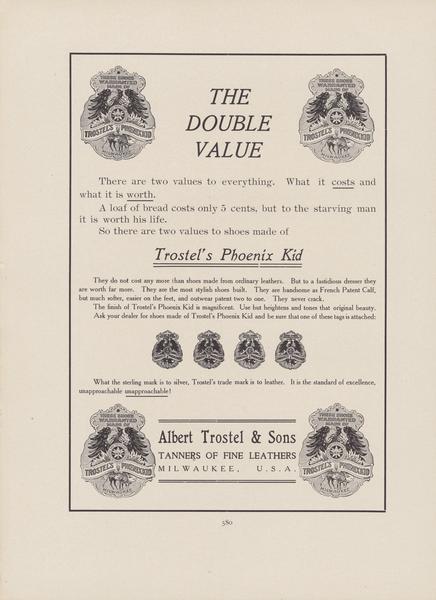 THESE SHOES
WARRANTED
MADE OF
TROSTEL'S PHOENIX KID
MILWAUKEE
THE
DOUBLE
VALUE
THESE SHOES
WARRANTED
MADE OF
TROSTEL'S PHOENIX KID
MILWAUKEE
There are two values to everything. What it costs and
what it is worth.
A loaf of bread costs only 5 cents, but to the starving man
it is worth his life.
So there are two values to shoes made of
Trostel's Phoenix Kid
They do not cost any more than shoes made from ordinary leathers. But to a fastidious dresser they
are worth far more. They are the most stylish shoes built. They are handsome as French Patent Calf,
but much softer, easier on the feet, and outwear patent two to one. They never crack.
The finish of Trostel's Phoenix Kid is magnificent. Use but heightens and tones that original beauty.
Ask your dealer for shoes made of Trostel's Phoenix Kid and be sure that one of these tags is attached:
What the sterling mark is to silver, Trostel's trade mark is to leather. It is the standard of excellence,
unapproachable unapproachable!
THESE SHOES
WARRANTED
MADE OF
TROSTEL'S PHOENIX KID
MILWAUKEE
Albert Trostel & Sons
TANNERS OF FINE LEATHERS
MILWAUKEE, U.S.A.
THESE SHOES
WARRANTED
MADE OF
TROSTEL'S PHOENIX KID
MILWAUKEE
580